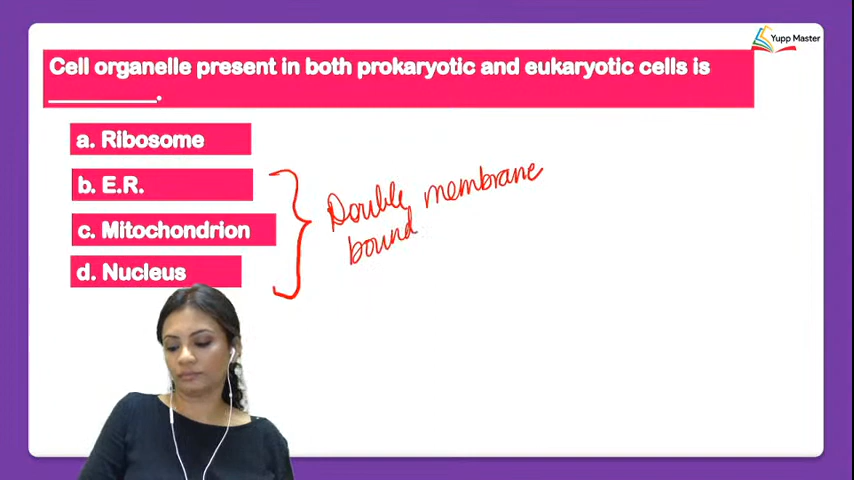 Yupp Master
Cell organelle present in both prokaryotic and eukaryotic cells is
__________.
a. Ribosome
b. E.R.
c. Mitochondrion
d. Nucleus
Double membrane
bound